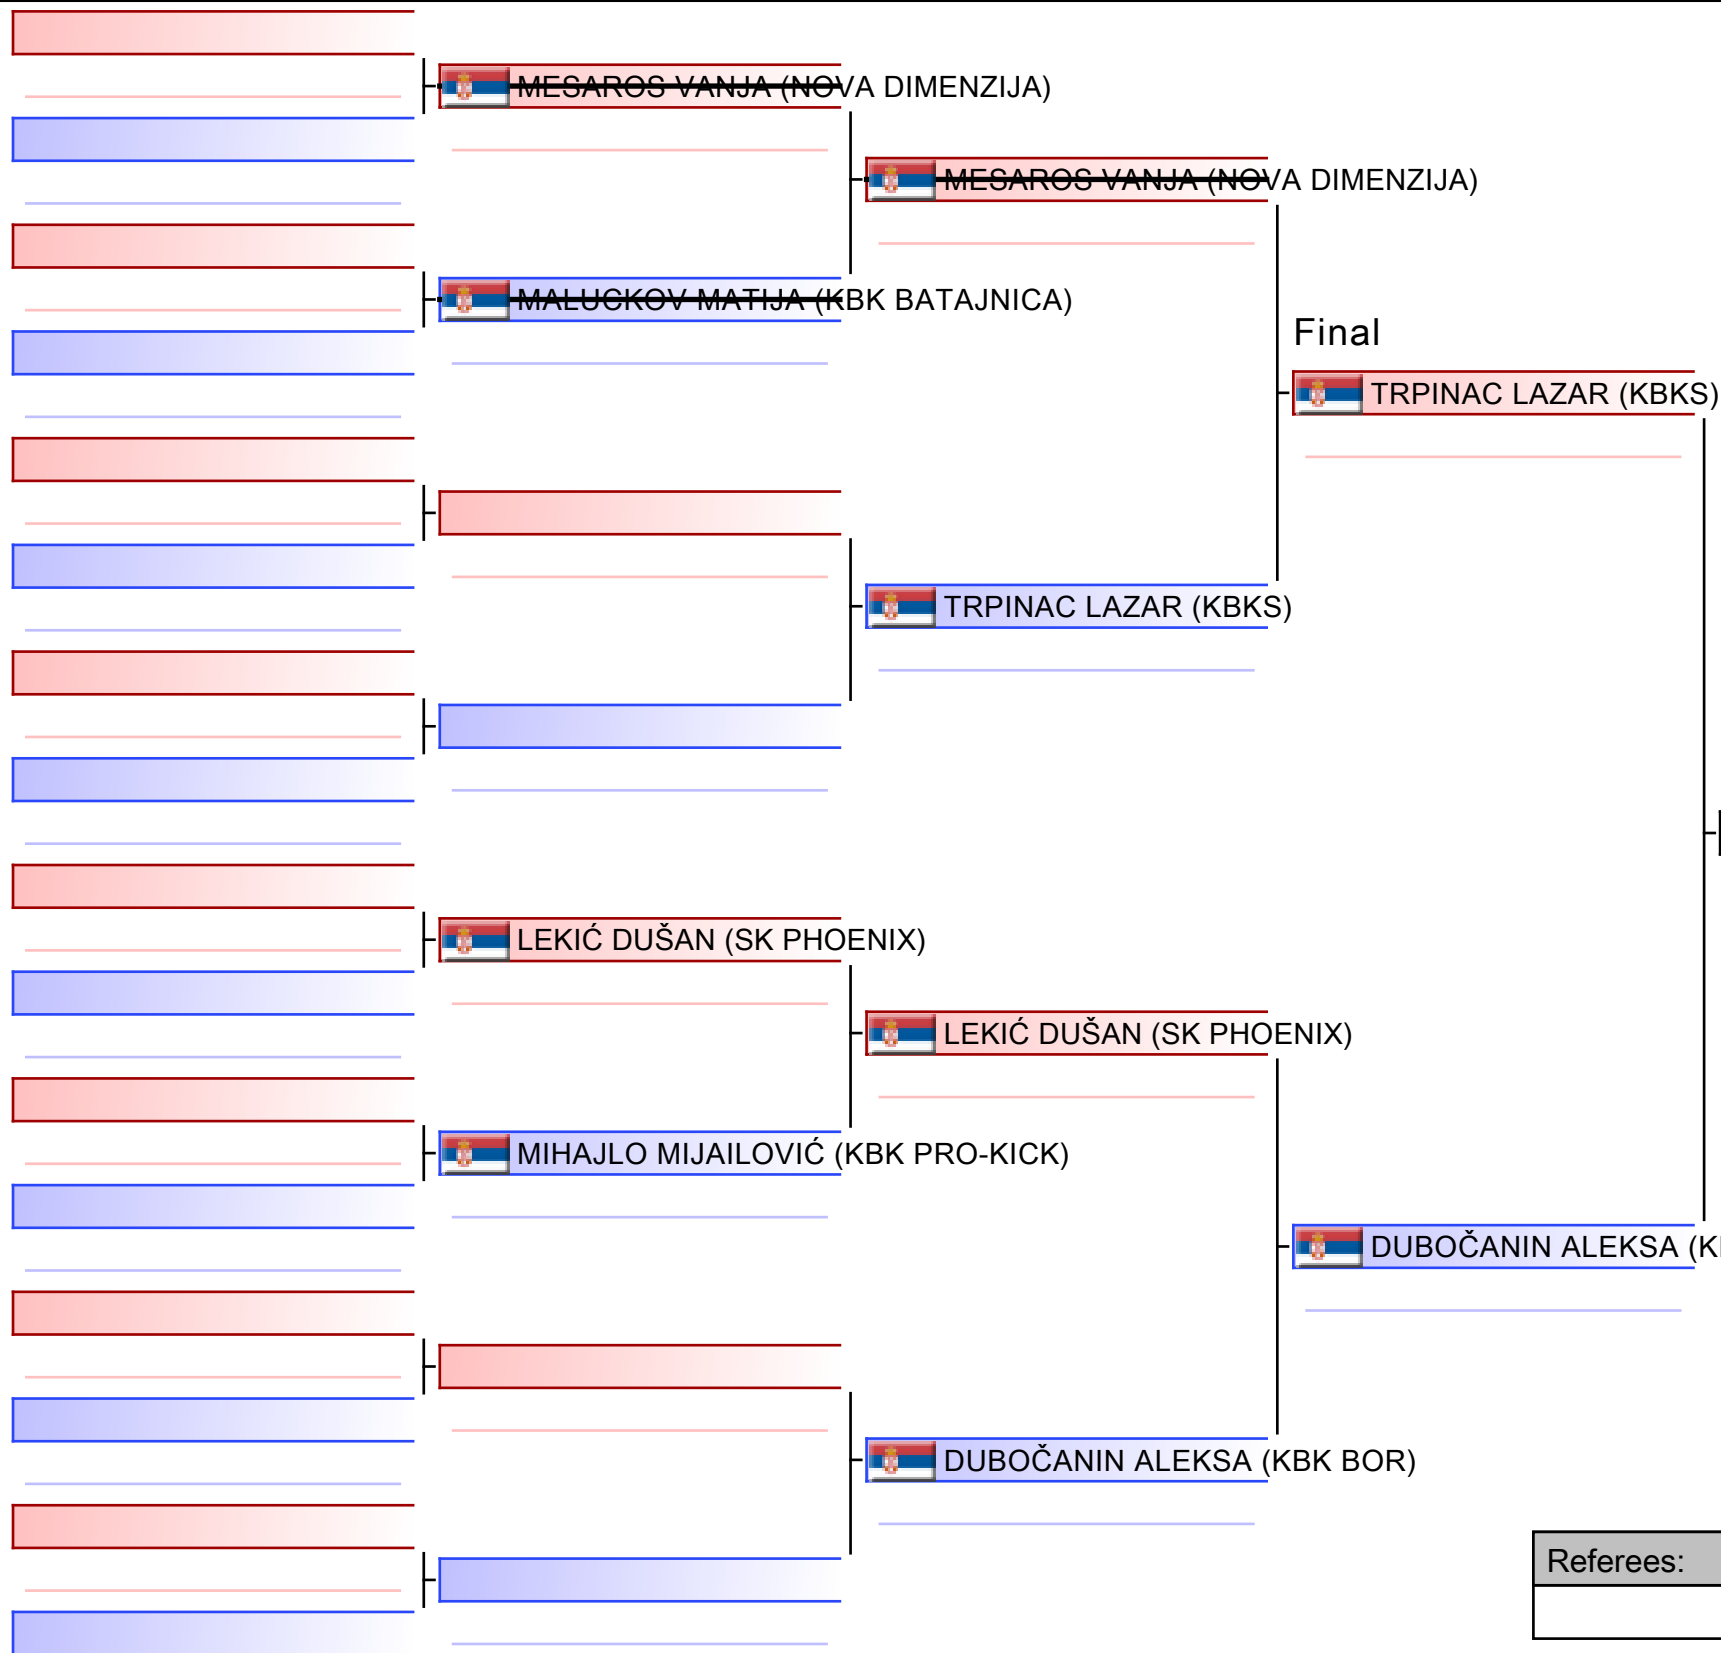 MESAROS VANJA (NOVA DIMENZIJA)
MESAROS VANJA (NOVA DIMENZIJA)
MALUCKOV MATIJA (KBK BATAJNICA)
Final
TRPINAC LAZAR (KBKS)
TRPINAC LAZAR (KBKS)
LEKIĆ DUŠAN (SK PHOENIX)
LEKIĆ DUŠAN (SK PHOENIX)
MIHAJLO MIJAILOVIĆ (KBK PRO-KICK)
DUBOČANIN ALEKSA
DUBOČANIN ALEKSA (KBK BOR)
Referees: